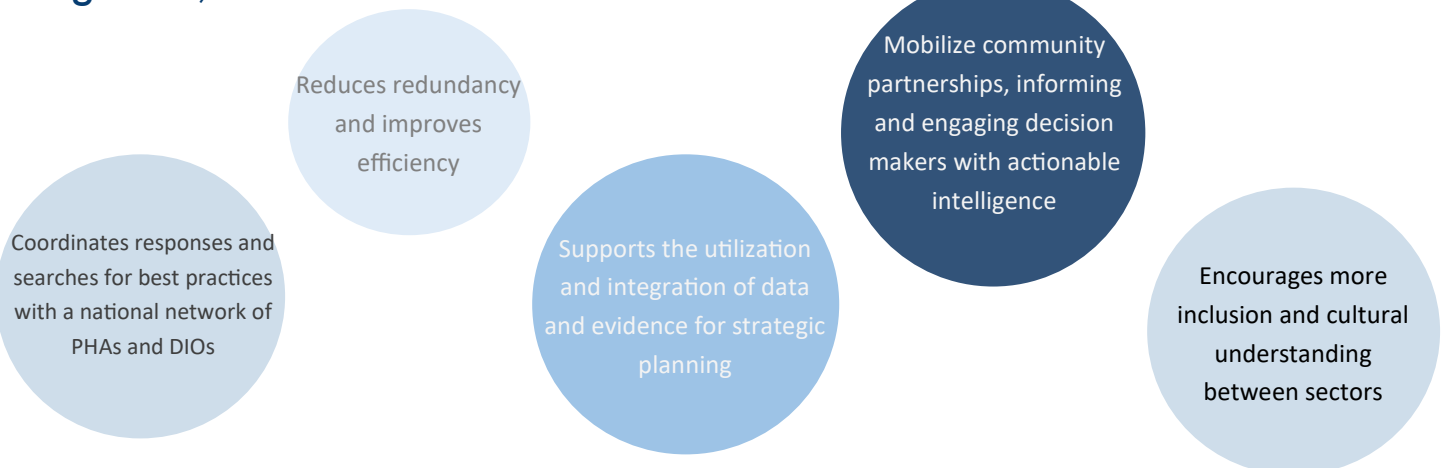 Coordinates responses and
searches for best practices
with a national network of
PHAs and DIOs
Reduces redundancy
and improves
efficiency
Supports the utilization
and integration of data
and evidence for strategic
planning
Mobilize community
partnerships, informing
and engaging decision
makers with actionable
intelligence
Encourages more
inclusion and cultural
understanding
between sectors